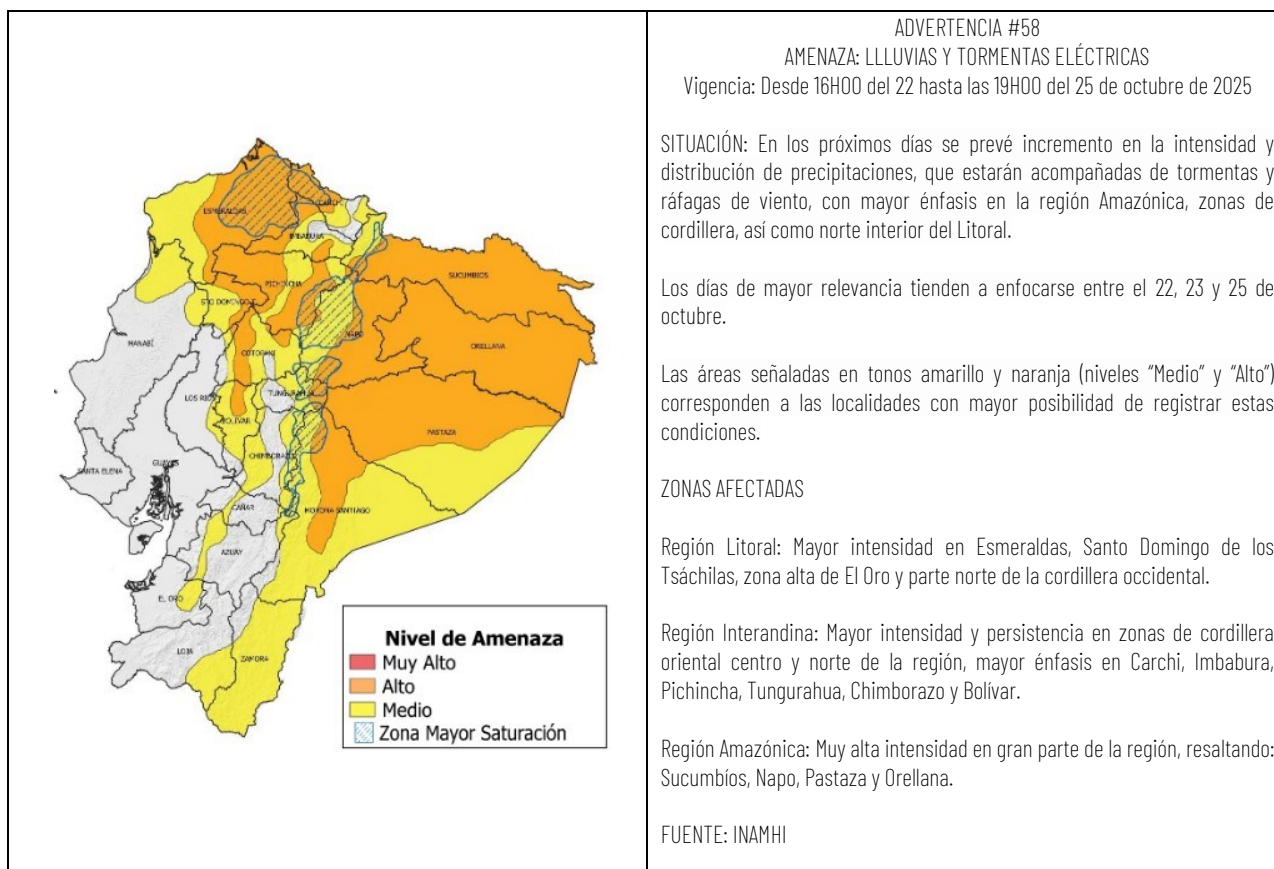 ESMERALDAS
CARCHI
IMBABURA
SUCUMBIOS
PICHINCHA
STO DOMINGO T.
NAPO
MANABÍ
ORELLANA
COTOPAXI
TUNGURAHUA
LOS RIOS
BOLIVAR
PASTAZA
CHIMBORAZO
SANTA ELENA
GUAYAS
CAÑAR
MORONA SANTIAGO
AZUAY
EL ORO
LOJA
ZAMORA
Nivel de Amenaza
Muy Alto
Alto
Medio
Zona Mayor Saturación
ADVERTENCIA #58
AMENAZA: LLLUVIAS Y TORMENTAS ELÉCTRICAS
Vigencia: Desde 16H00 del 22 hasta las 19H00 del 25 de octubre de 2025
SITUACIÓN: En los próximos días se prevé incremento en la intensidad y
distribución de precipitaciones, que estarán acompañadas de tormentas y
ráfagas de viento, con mayor énfasis en la región Amazónica, zonas de
cordillera, así como norte interior del Litoral.
Los días de mayor relevancia tienden a enfocarse entre el 22, 23 y 25 de
octubre.
Las áreas señaladas en tonos amarillo y naranja (niveles “Medio” y “Alto”)
corresponden a las localidades con mayor posibilidad de registrar estas
condiciones.
ZONAS AFECTADAS
Región Litoral: Mayor intensidad en Esmeraldas, Santo Domingo de los
Tsáchilas, zona alta de El Oro y parte norte de la cordillera occidental.
Región Interandina: Mayor intensidad y persistencia en zonas de cordillera
oriental centro y norte de la región, mayor énfasis en Carchi, Imbabura,
Pichincha, Tungurahua, Chimborazo y Bolívar.
Región Amazónica: Muy alta intensidad en gran parte de la región, resaltando:
Sucumbíos, Napo, Pastaza y Orellana.
FUENTE: INAMHI